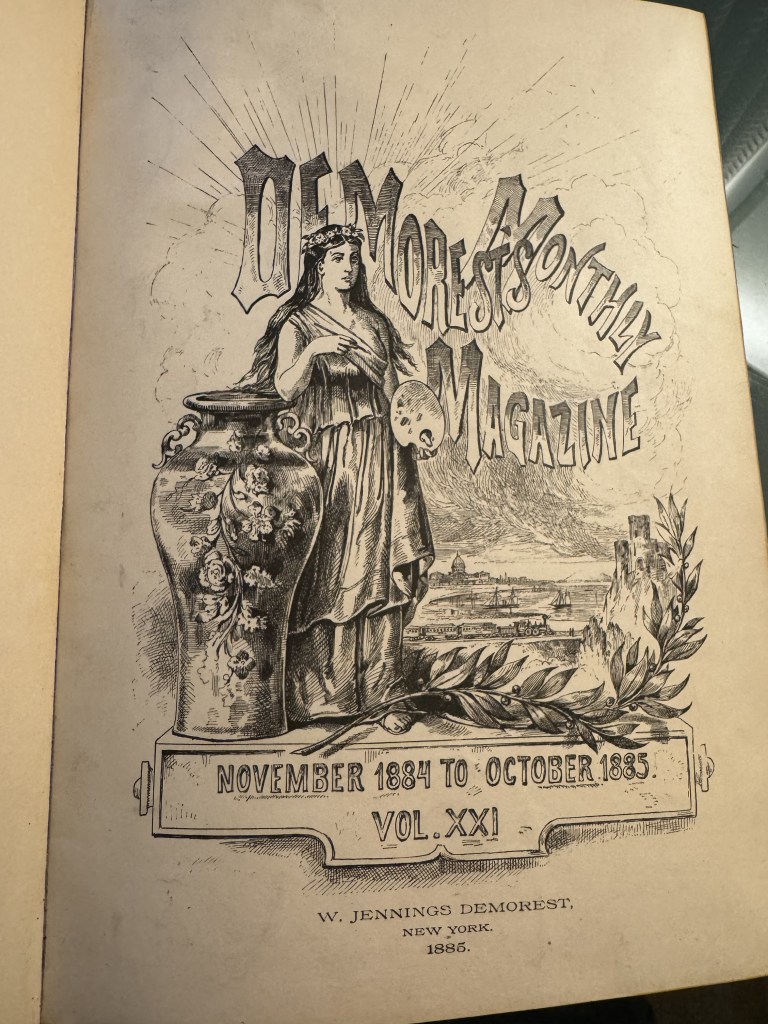 DEMOREST'S MONTHLY
MAGAZINE
NOVEMBER 1884 TO OCTOBER 1885.
VOL. XXI
W. JENNINGS DEMOREST,
NEW YORK.
1885.